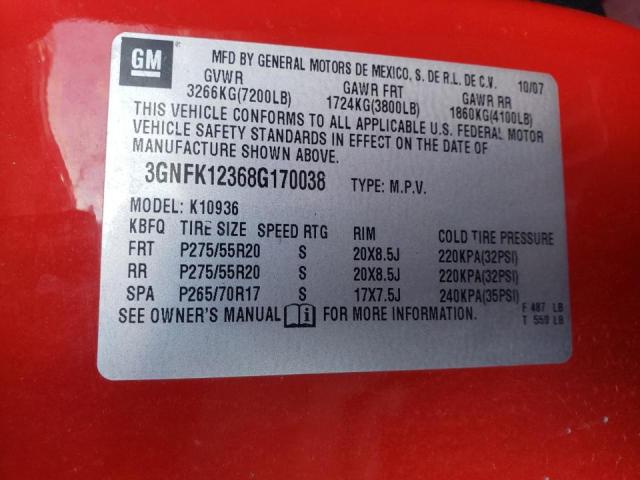 GM
MFD BY GENERAL MOTORS DE MEXICO, S. DE R.L. DE C.V. 10/07
GVWR GAWR FRT GAWR RR
3266KG(7200LB) 1724KG(3800LB) 1860KG(4100LB)
THIS VEHICLE CONFORMS TO ALL APPLICABLE U.S. FEDERAL MOTOR
VEHICLE SAFETY STANDARDS IN EFFECT ON THE DATE OF
MANUFACTURE SHOWN ABOVE.
3GNFK12368G170038 TYPE: M.P.V.
MODEL: K10936
KBFQ TIRE SIZE SPEED RTG RIM COLD TIRE PRESSURE
FRT P275/55R20 S 20X8.5J 220KPA(32PSI)
RR P275/55R20 S 20X8.5J 220KPA(32PSI)
SPA P265/70R17 S 17X7.5J 240KPA(35PSI)
SEE OWNER'S MANUAL i FOR MORE INFORMATION.
F 487 LB
T 559 LB